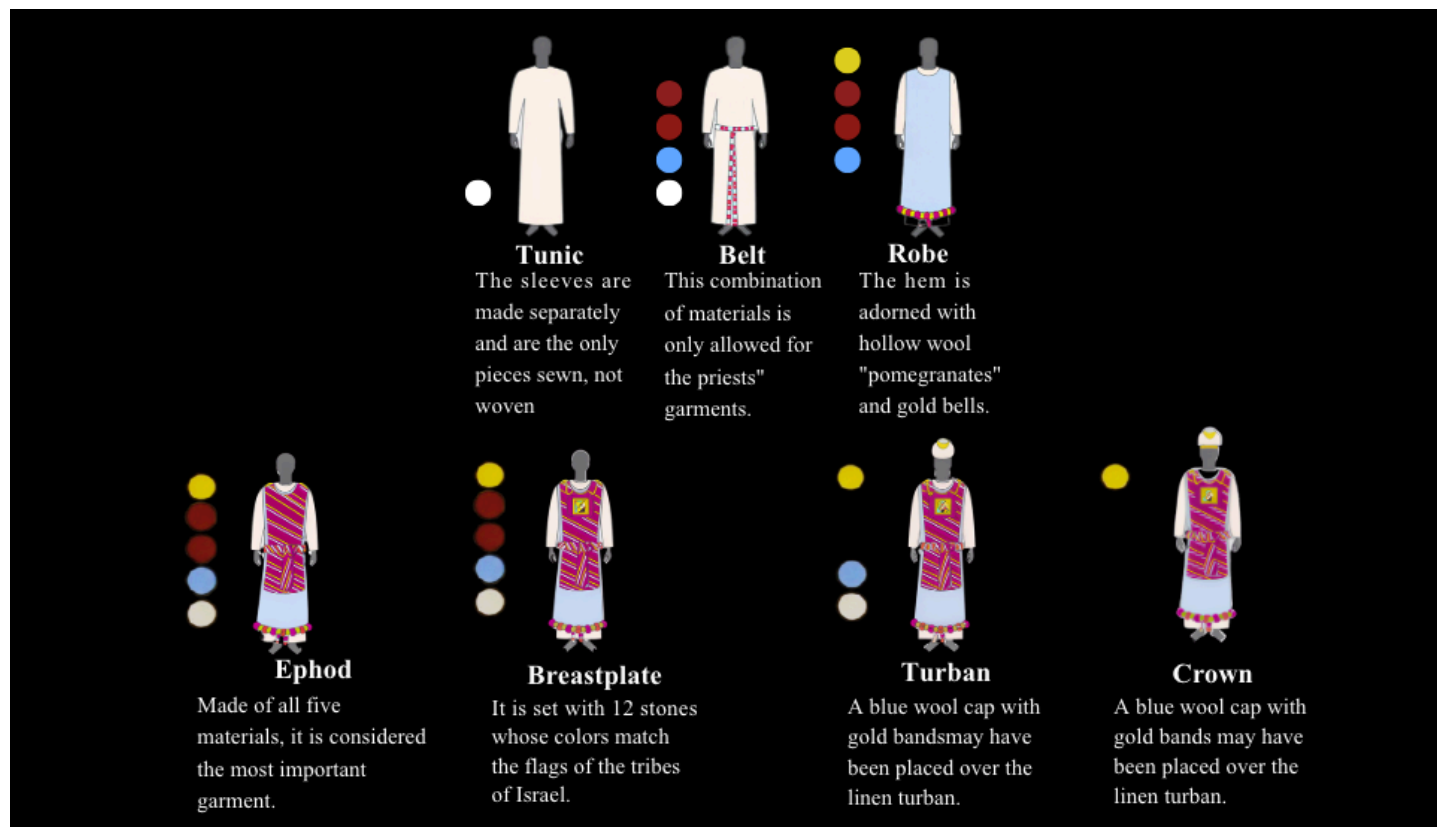 Tunic
The sleeves are
made separately
and are the only
pieces sewn, not
woven
Belt
This combination
of materials is
only allowed for
the priests"
garments.
Robe
The hem is
adorned with
hollow wool
"pomegranates"
and gold bells.
Ephod
Made of all five
materials, it is considered
the most important
garment.
Breastplate
It is set with 12 stones
whose colors match
the flags of the tribes
of Israel.
Turban
A blue wool cap with
gold bandsmay have
been placed over the
linen turban.
Crown
A blue wool cap with
gold bands may have
been placed over the
linen turban.